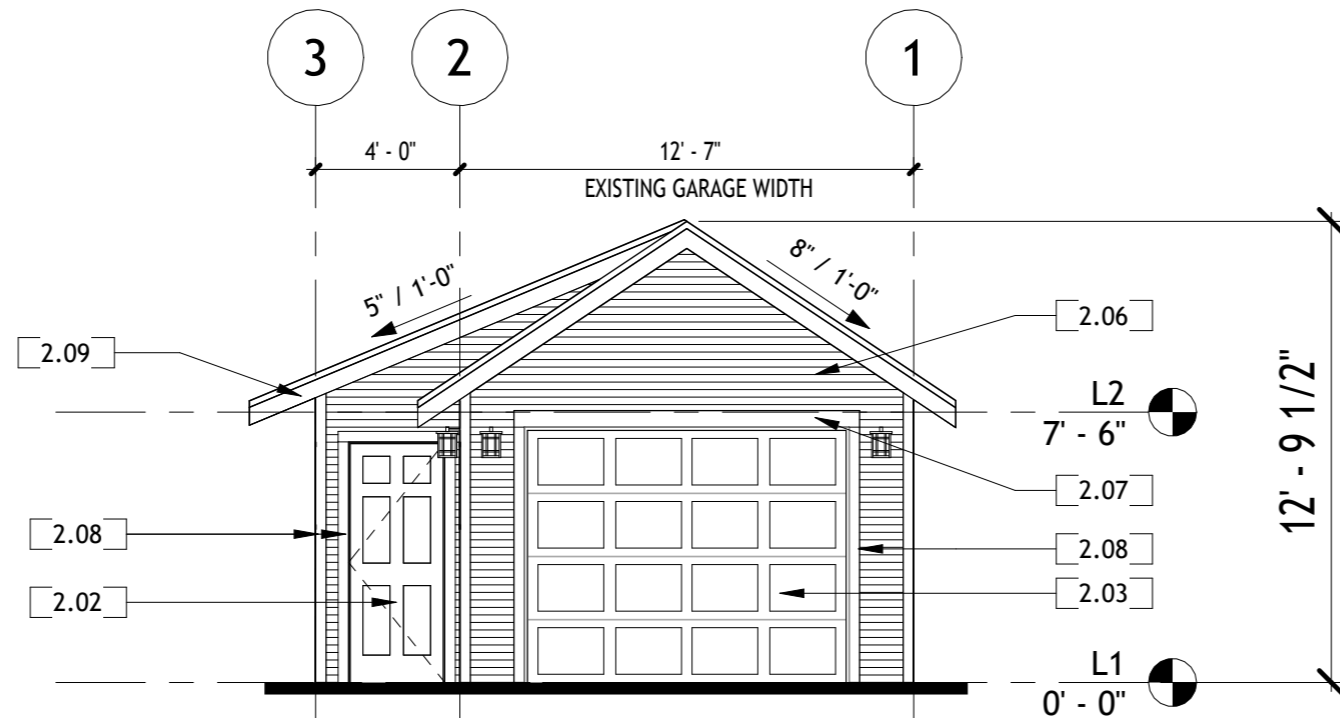 3
2
1
4' - 0"
12' - 7"
EXISTING GARAGE WIDTH
5" / 1'-0"
8" / 1'-0"
2.06
2.09
L2
7' - 6"
12' - 9 1/2"
2.07
2.08
2.08
2.02
2.03
L1
0' - 0"